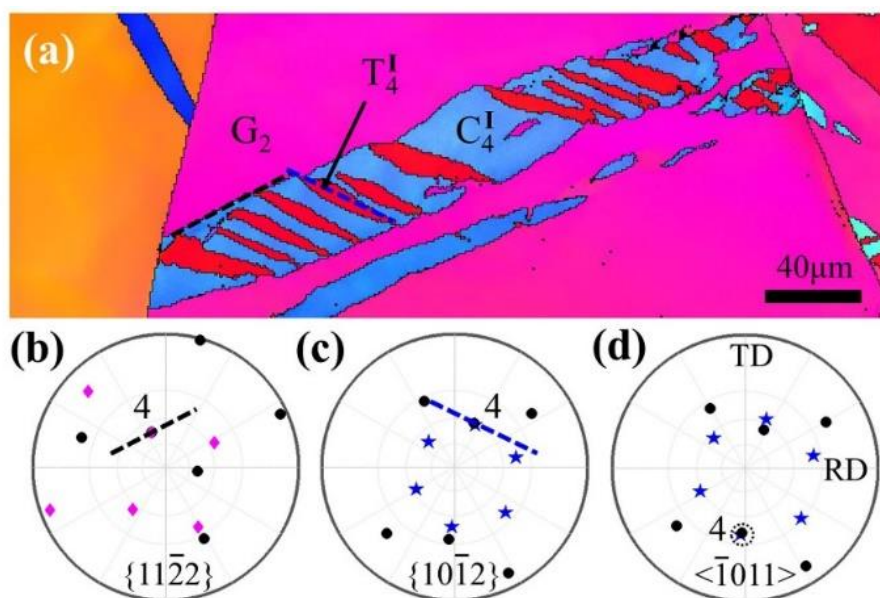 (a)
T₄ᴵ
G₂
C₄ᴵ
40μm
(b)
4
{112̅2}
(c)
4
{101̅2}
(d)
TD
RD
4
<1̅011>